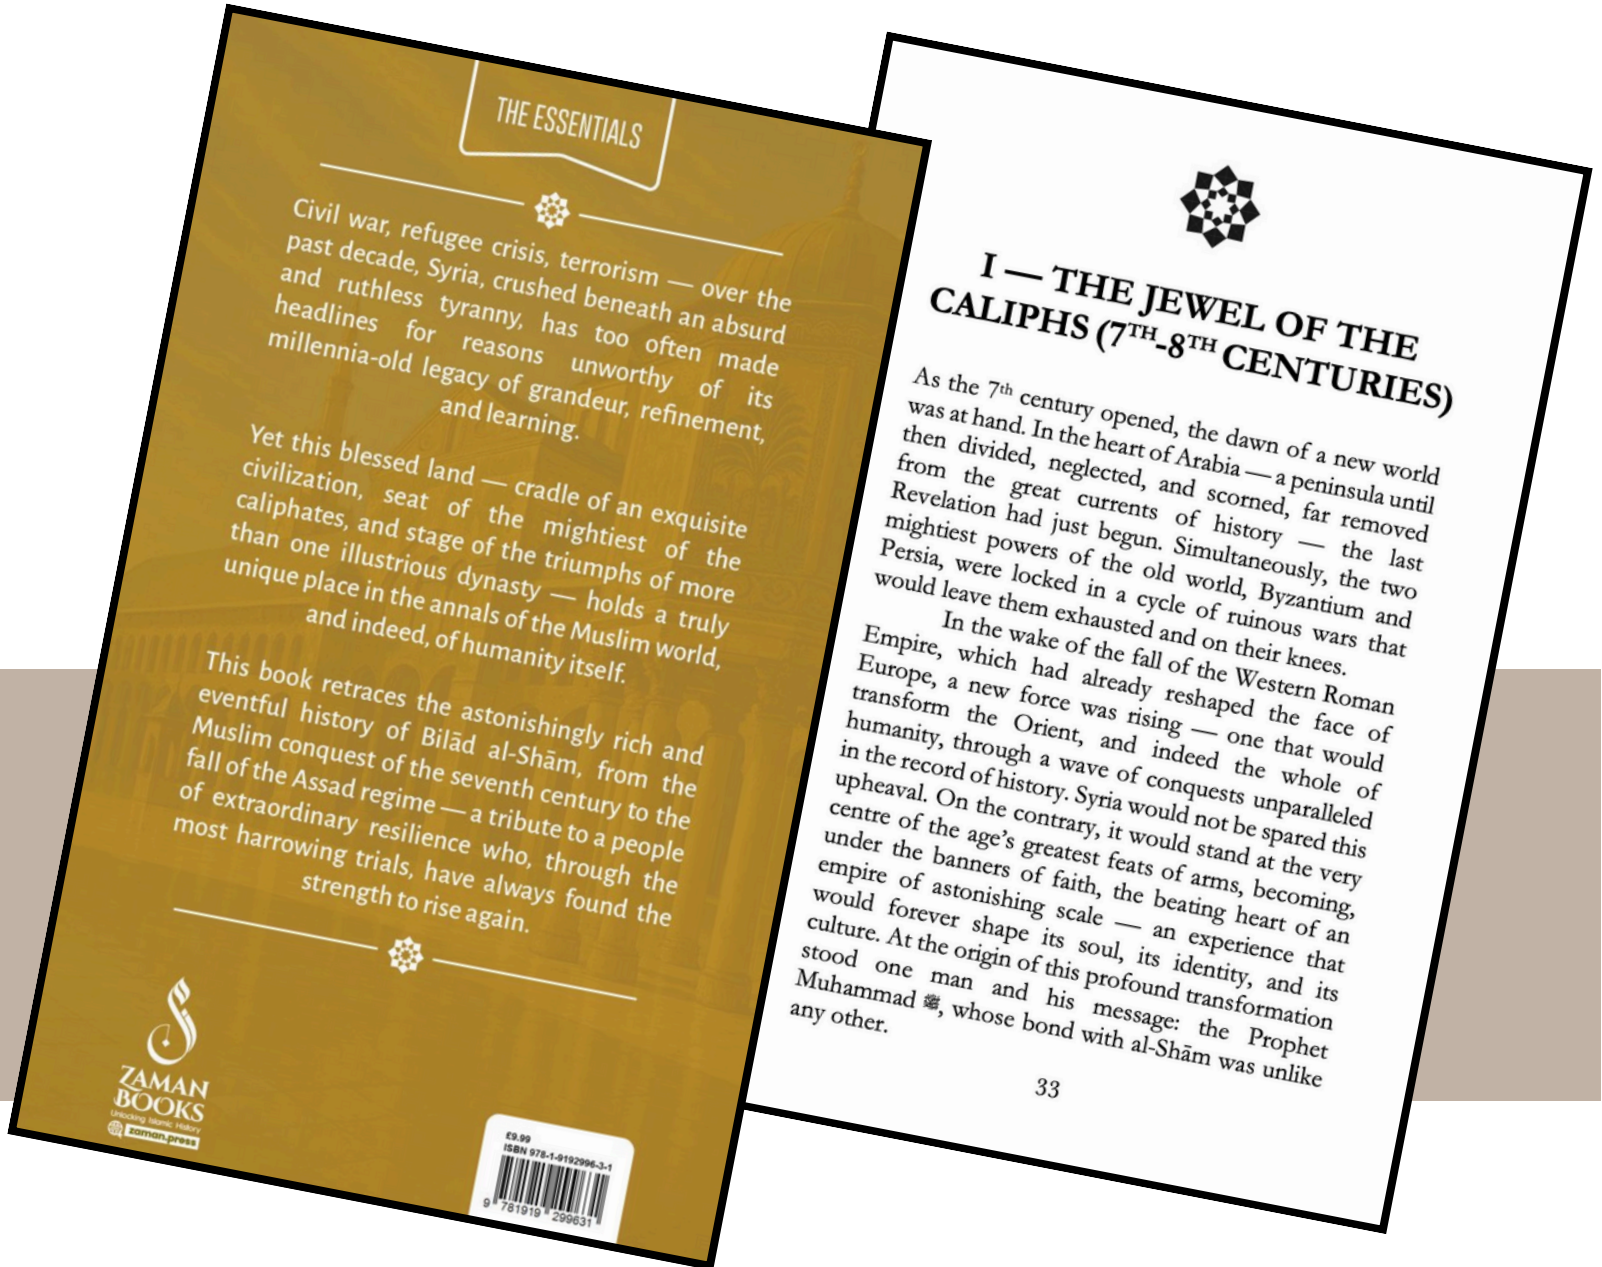 THE ESSENTIALS
Civil war, refugee crisis, terrorism — over the
past decade, Syria, crushed beneath an absurd
and ruthless tyranny, has too often made
headlines for reasons unworthy of its
millennia-old legacy of grandeur, refinement,
and learning.
Yet this blessed land — cradle of an exquisite
civilization, seat of the mightiest of the
caliphates, and stage of the triumphs of more
than one illustrious dynasty — holds a truly
unique place in the annals of the Muslim world,
and indeed, of humanity itself.
This book retraces the astonishingly rich and
eventful history of Bilād al-Shām, from the
Muslim conquest of the seventh century to the
fall of the Assad regime — a tribute to a people
of extraordinary resilience who, through the
most harrowing trials, have always found the
strength to rise again.
ZAMAN
BOOKS
Unlocking Islamic History
zaman.press
£9.99
ISBN 978-1-9192996-3-1
9 781919 299631
I — THE JEWEL OF THE
CALIPHS (7TH-8TH CENTURIES)
As the 7th century opened, the dawn of a new world
was at hand. In the heart of Arabia — a peninsula until
then divided, neglected, and scorned, far removed
from the great currents of history — the last
Revelation had just begun. Simultaneously, the two
mightiest powers of the old world, Byzantium and
Persia, were locked in a cycle of ruinous wars that
would leave them exhausted and on their knees.
In the wake of the fall of the Western Roman
Empire, which had already reshaped the face of
Europe, a new force was rising — one that would
transform the Orient, and indeed the whole of
humanity, through a wave of conquests unparalleled
in the record of history. Syria would not be spared this
upheaval. On the contrary, it would stand at the very
centre of the age's greatest feats of arms, becoming,
under the banners of faith, the beating heart of an
empire of astonishing scale — an experience that
would forever shape its soul, its identity, and its
culture. At the origin of this profound transformation
stood one man and his message: the Prophet
Muhammad ﷺ, whose bond with al-Shām was unlike
any other.
33